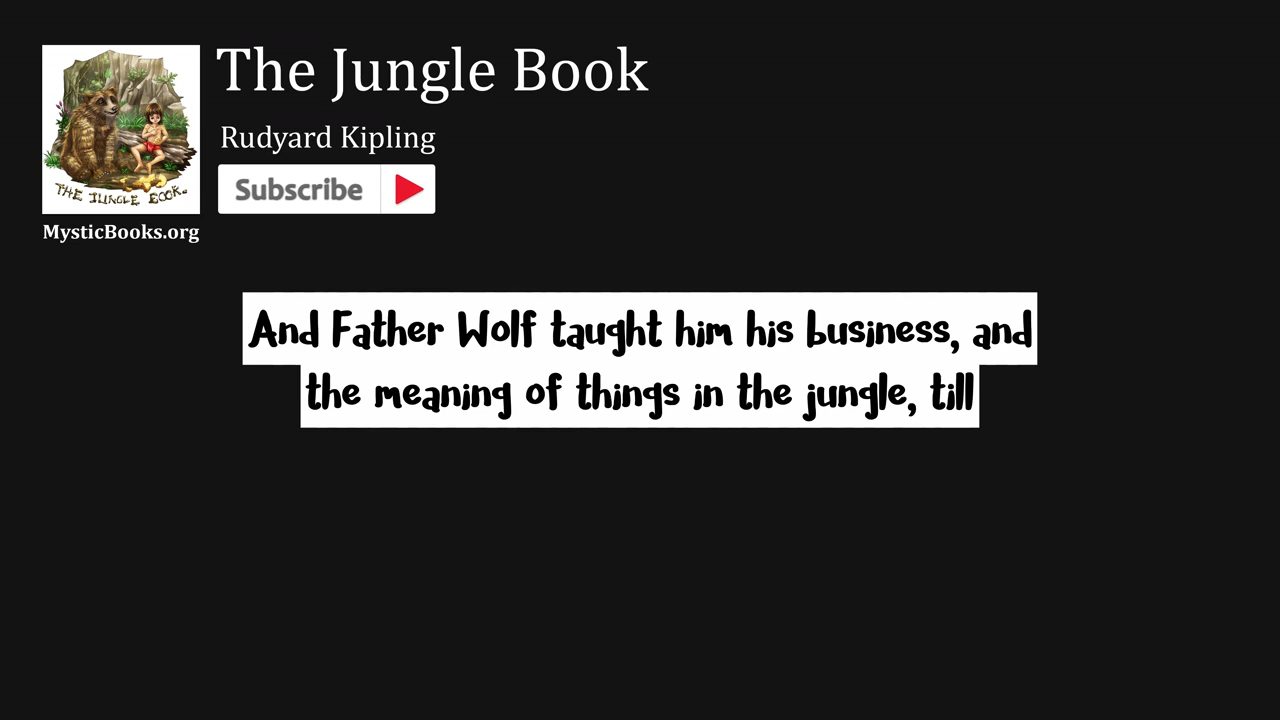 The Jungle Book
Rudyard Kipling
Subscribe
THE JUNGLE BOOK.
MysticBooks.org
And Father Wolf taught him his business, and
the meaning of things in the jungle, till